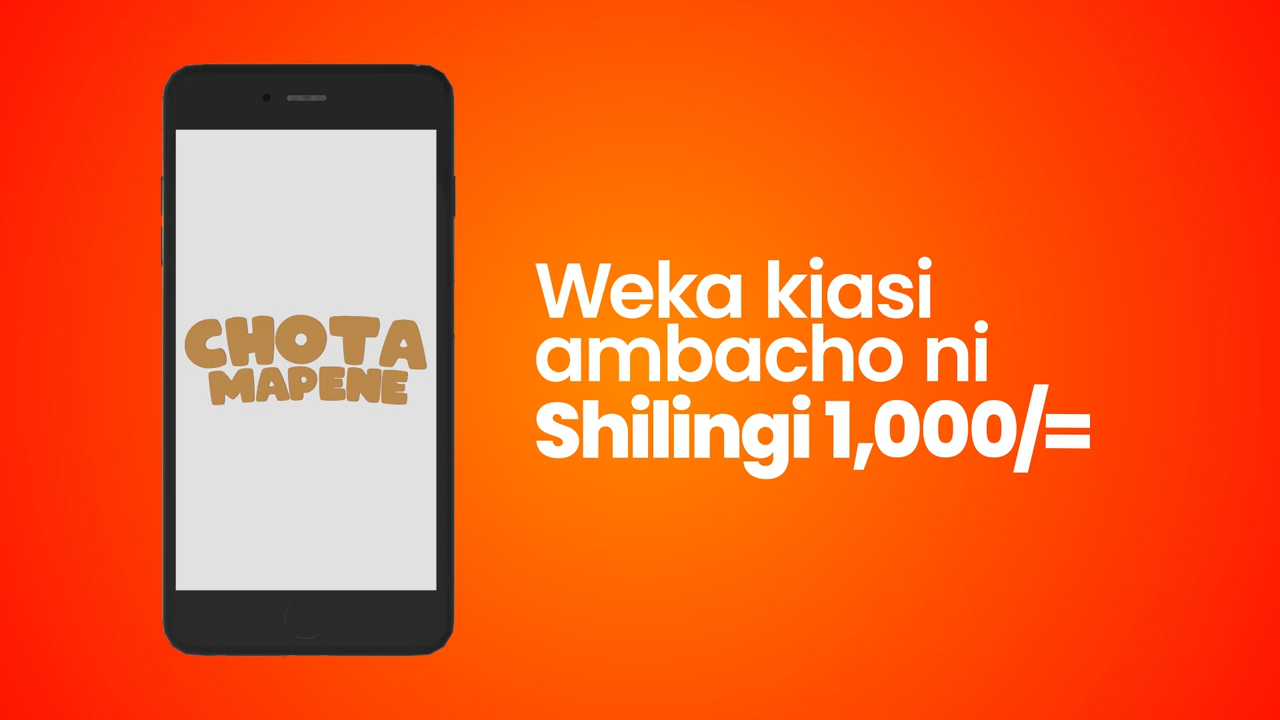 CHOTA
MAPENE
Weka kiasi
ambacho ni
Shilingi 1,000/=